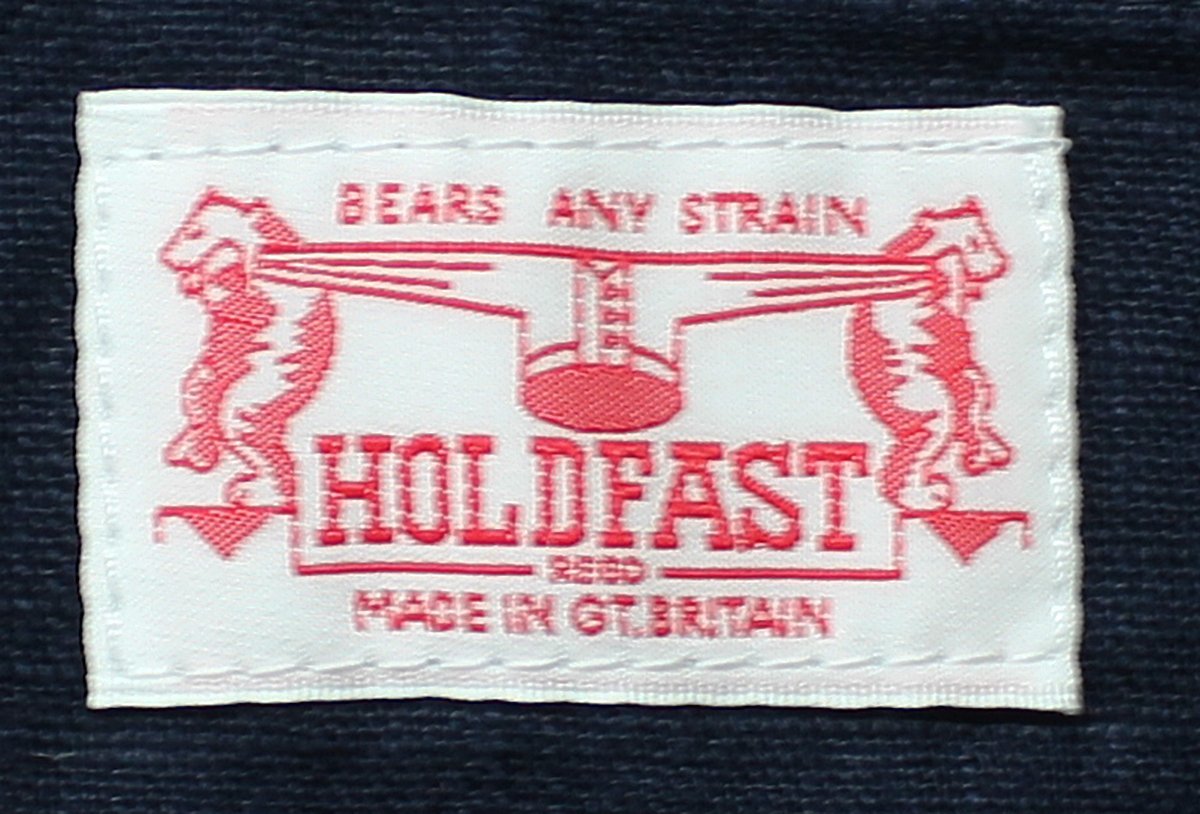 BEARS ANY STRAIN
HOLDFAST
REGD
MADE IN GT.BRITAIN